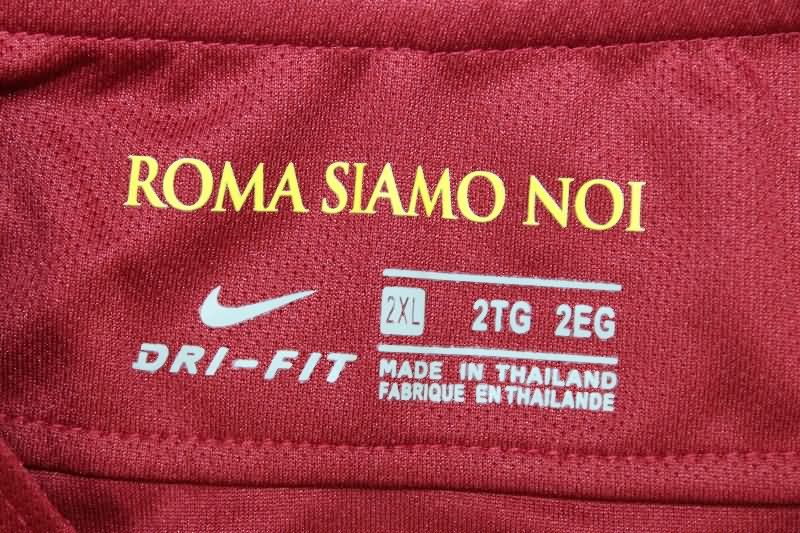 ROMA SIAMO NOI
DRI-FIT
2XL 2TG 2EG
MADE IN THAILAND
FABRIQUE EN THAILANDE